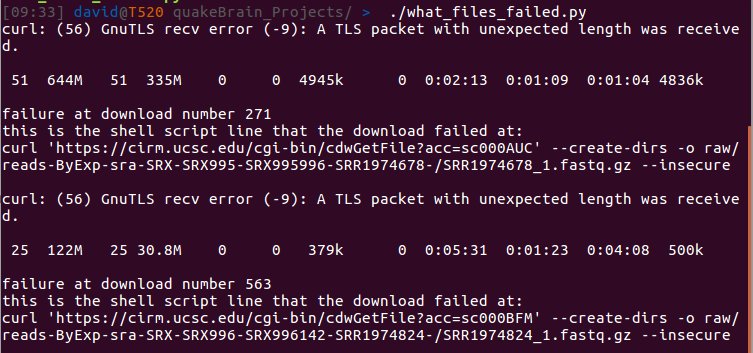 [09:33] david@T520 quakeBrain_Projects/ >  ./what_files_failed.py
curl: (56) GnuTLS recv error (-9): A TLS packet with unexpected length was receive
d.
51  644M   51  335M    0     0  4945k      0  0:02:13  0:01:09  0:01:04 4836k
failure at download number 271
this is the shell script line that the download failed at:
curl 'https://cirm.ucsc.edu/cgi-bin/cdwGetFile?acc=sc000AUC' --create-dirs -o raw/
reads-ByExp-sra-SRX-SRX995-SRX995996-SRR1974678-/SRR1974678_1.fastq.gz --insecure
curl: (56) GnuTLS recv error (-9): A TLS packet with unexpected length was receive
d.
25  122M   25 30.8M    0     0   379k      0  0:05:31  0:01:23  0:04:08  500k
failure at download number 563
this is the shell script line that the download failed at:
curl 'https://cirm.ucsc.edu/cgi-bin/cdwGetFile?acc=sc000BFM' --create-dirs -o raw/
reads-ByExp-sra-SRX-SRX996-SRX996142-SRR1974824-/SRR1974824_1.fastq.gz --insecure